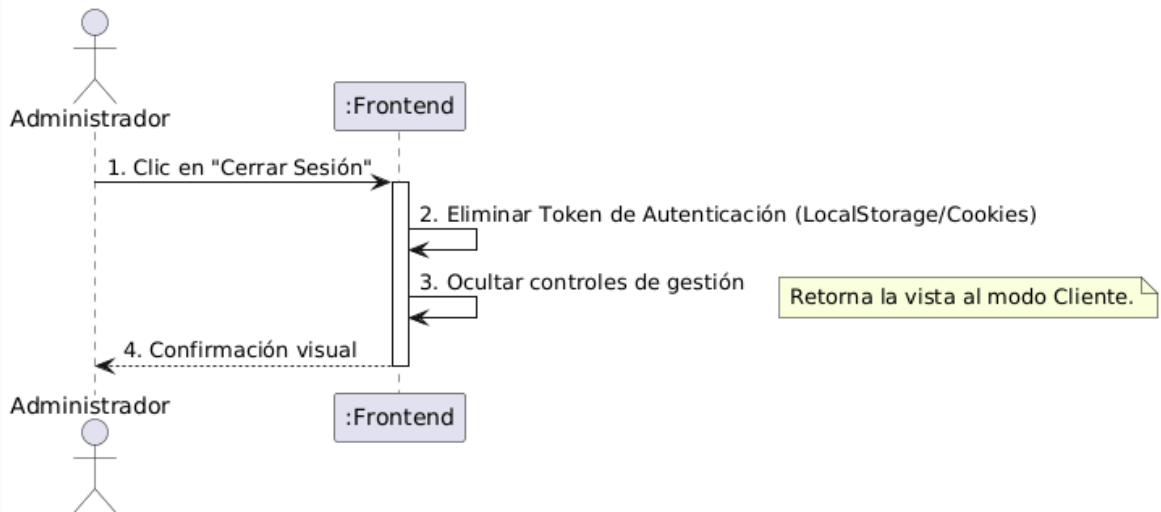 Administrador
:Frontend
1. Clic en "Cerrar Sesión"
2. Eliminar Token de Autenticación (LocalStorage/Cookies)
3. Ocultar controles de gestión
Retorna la vista al modo Cliente.
4. Confirmación visual
Administrador
:Frontend